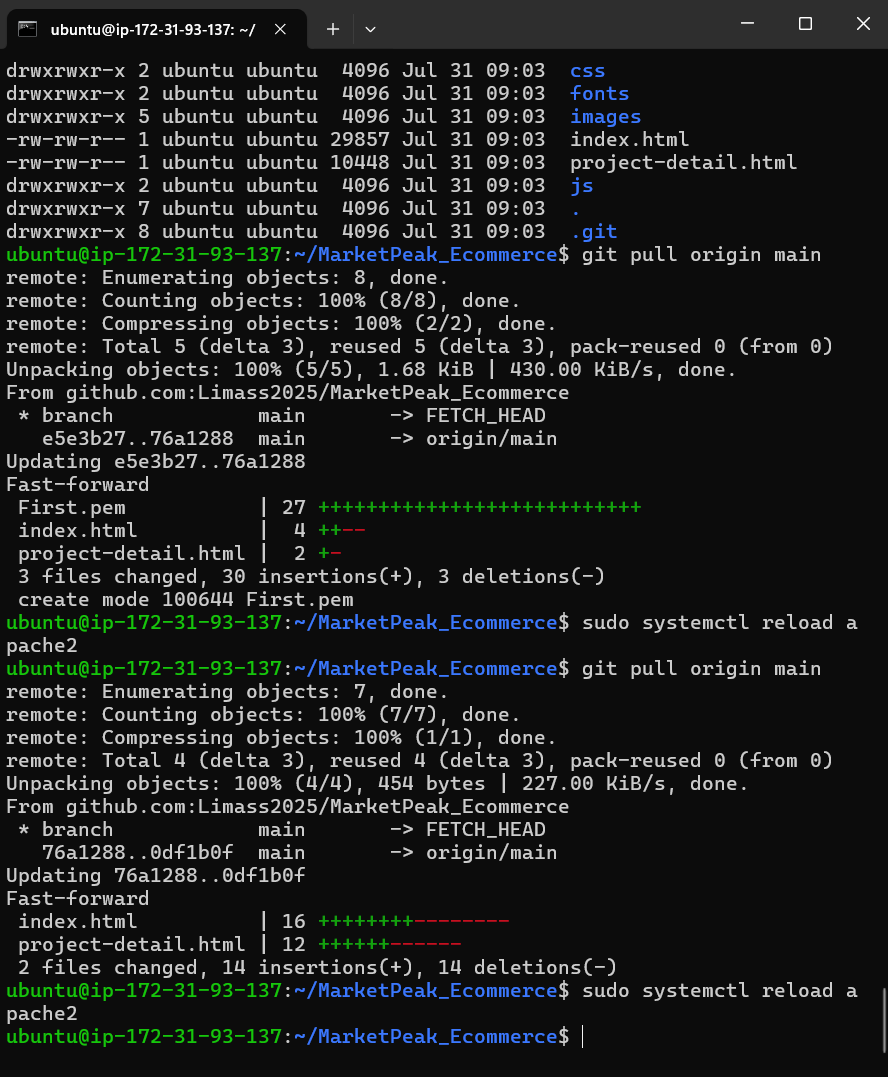 ubuntu@ip-172-31-93-137: ~/
drwxrwxr-x 2 ubuntu ubuntu  4096 Jul 31 09:03  css
drwxrwxr-x 2 ubuntu ubuntu  4096 Jul 31 09:03  fonts
drwxrwxr-x 5 ubuntu ubuntu  4096 Jul 31 09:03  images
-rw-rw-r-- 1 ubuntu ubuntu 29857 Jul 31 09:03  index.html
-rw-rw-r-- 1 ubuntu ubuntu 10448 Jul 31 09:03  project-detail.html
drwxrwxr-x 2 ubuntu ubuntu  4096 Jul 31 09:03  js
drwxrwxr-x 7 ubuntu ubuntu  4096 Jul 31 09:03  .
drwxrwxr-x 8 ubuntu ubuntu  4096 Jul 31 09:03  .git
ubuntu@ip-172-31-93-137:~/MarketPeak_Ecommerce$ git pull origin main
remote: Enumerating objects: 8, done.
remote: Counting objects: 100% (8/8), done.
remote: Compressing objects: 100% (2/2), done.
remote: Total 5 (delta 3), reused 5 (delta 3), pack-reused 0 (from 0)
Unpacking objects: 100% (5/5), 1.68 KiB | 430.00 KiB/s, done.
From github.com:Limass2025/MarketPeak_Ecommerce
 * branch            main       -> FETCH_HEAD
   e5e3b27..76a1288  main       -> origin/main
Updating e5e3b27..76a1288
Fast-forward
 First.pem           | 27 +++++++++++++++++++++++++++
 index.html          |  4 ++--
 project-detail.html |  2 +-
 3 files changed, 30 insertions(+), 3 deletions(-)
 create mode 100644 First.pem
ubuntu@ip-172-31-93-137:~/MarketPeak_Ecommerce$ sudo systemctl reload a
pache2
ubuntu@ip-172-31-93-137:~/MarketPeak_Ecommerce$ git pull origin main
remote: Enumerating objects: 7, done.
remote: Counting objects: 100% (7/7), done.
remote: Compressing objects: 100% (1/1), done.
remote: Total 4 (delta 3), reused 4 (delta 3), pack-reused 0 (from 0)
Unpacking objects: 100% (4/4), 454 bytes | 227.00 KiB/s, done.
From github.com:Limass2025/MarketPeak_Ecommerce
 * branch            main       -> FETCH_HEAD
   76a1288..0df1b0f  main       -> origin/main
Updating 76a1288..0df1b0f
Fast-forward
 index.html          | 16 ++++++++--------
 project-detail.html | 12 ++++++------
 2 files changed, 14 insertions(+), 14 deletions(-)
ubuntu@ip-172-31-93-137:~/MarketPeak_Ecommerce$ sudo systemctl reload a
pache2
ubuntu@ip-172-31-93-137:~/MarketPeak_Ecommerce$